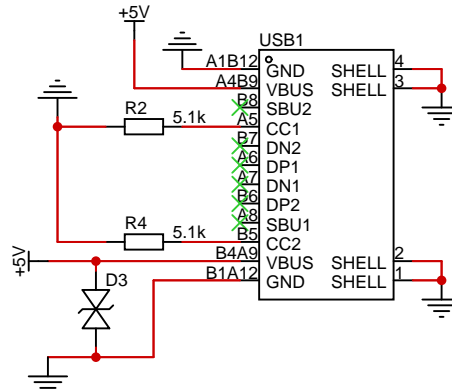 +5V
USB1
A1B12 GND SHELL 4
A4B9 VBUS SHELL 3
B8 SBU2
R2 5.1k A5 CC1
B7 DN2
A6 DP1
A7 DN1
B6 DP2
A8 SBU1
R4 5.1k B5 CC2
+5V B4A9 VBUS SHELL 2
D3 B1A12 GND SHELL 1